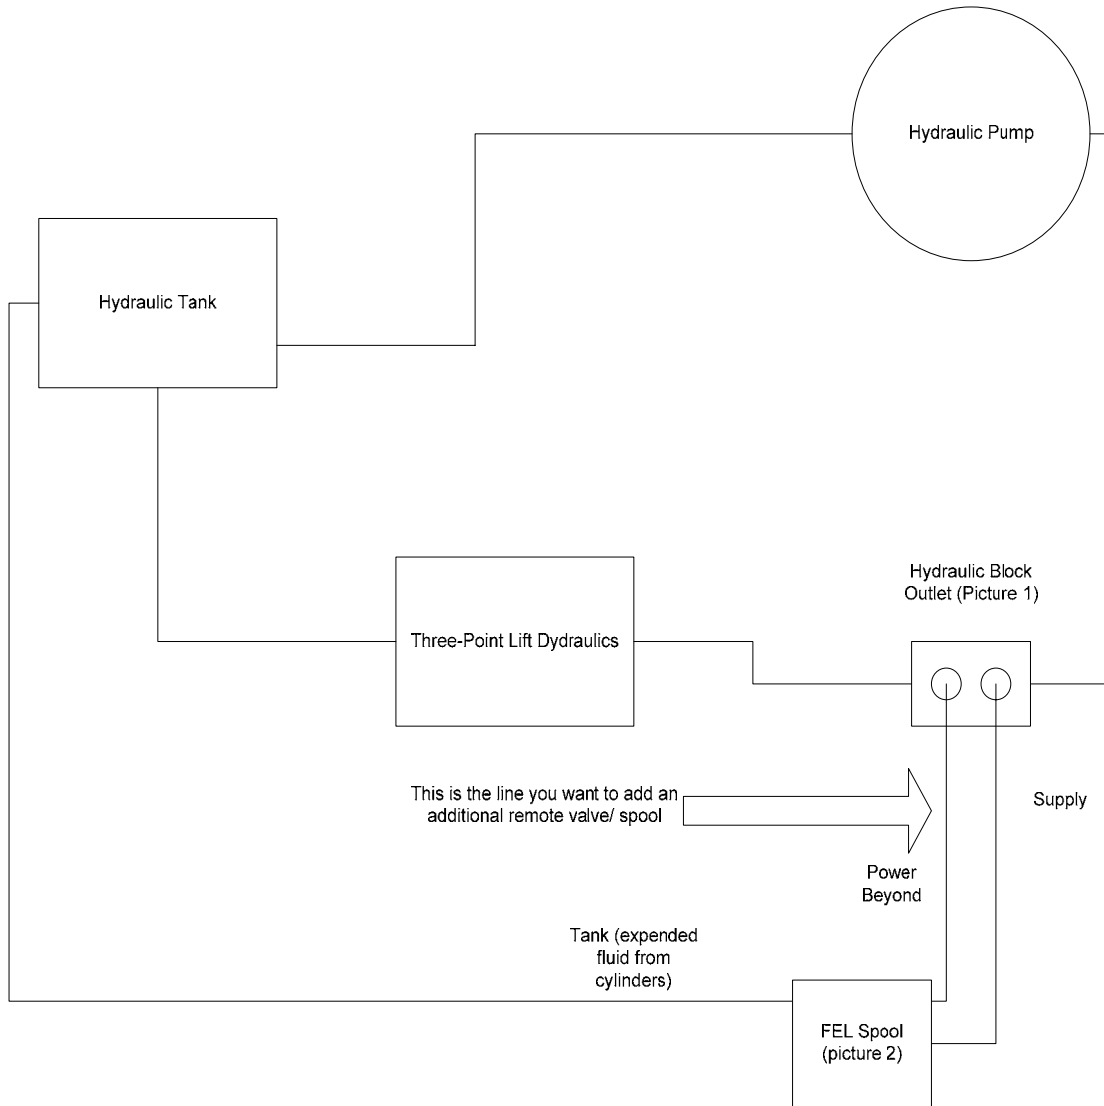 Hydraulic Pump
Hydraulic Tank
Hydraulic Block
Outlet (Picture 1)
Three-Point Lift Dydraulics
This is the line you want to add an
additional remote valve/ spool
Supply
Power
Beyond
Tank (expended
fluid from
cylinders)
FEL Spool
(picture 2)